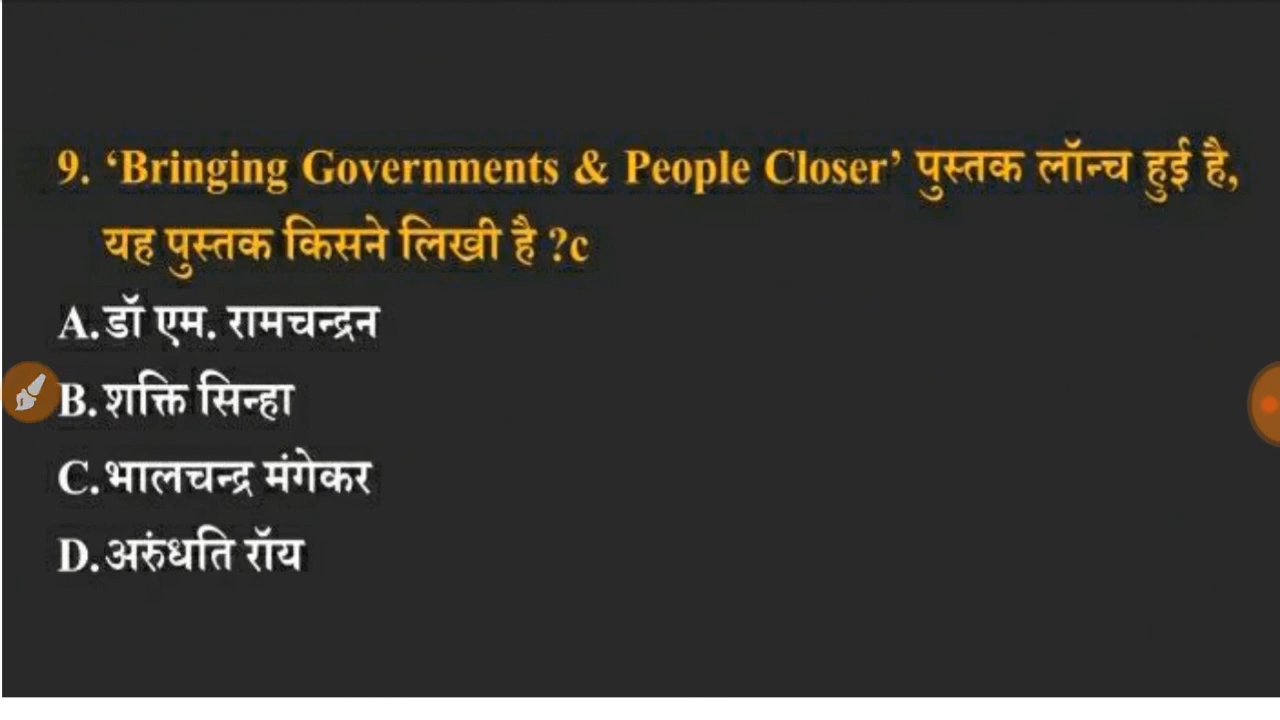 9. ‘Bringing Governments & People Closer’ पुस्तक लॉन्च हुई है,
यह पुस्तक किसने लिखी है ?c
A.डॉ एम. रामचन्द्रन
B.शक्ति सिन्हा
C.भालचन्द्र मंगेकर
D.अरुंधति रॉय